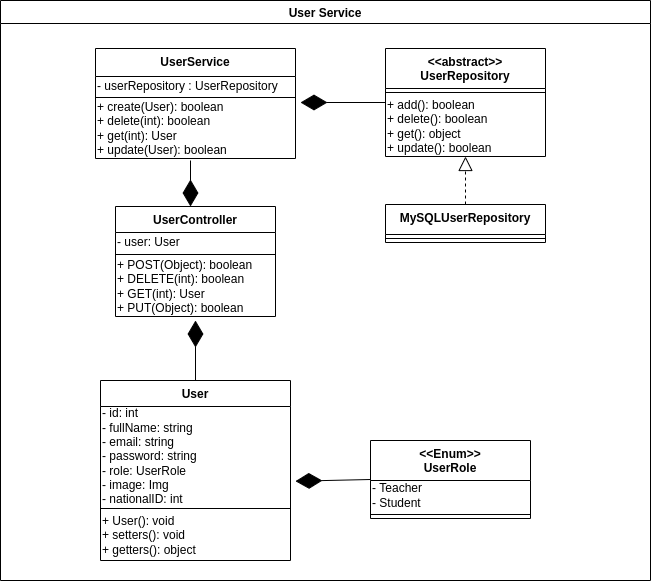 User Service
UserService
- userRepository : UserRepository
+ create(User): boolean
+ delete(int): boolean
+ get(int): User
+ update(User): boolean
<<abstract>>
UserRepository
+ add(): boolean
+ delete(): boolean
+ get(): object
+ update(): boolean
MySQLUserRepository
UserController
- user: User
+ POST(Object): boolean
+ DELETE(int): boolean
+ GET(int): User
+ PUT(Object): boolean
User
- id: int
- fullName: string
- email: string
- password: string
- role: UserRole
- image: Img
- nationalID: int
+ User(): void
+ setters(): void
+ getters(): object
<<Enum>>
UserRole
- Teacher
- Student